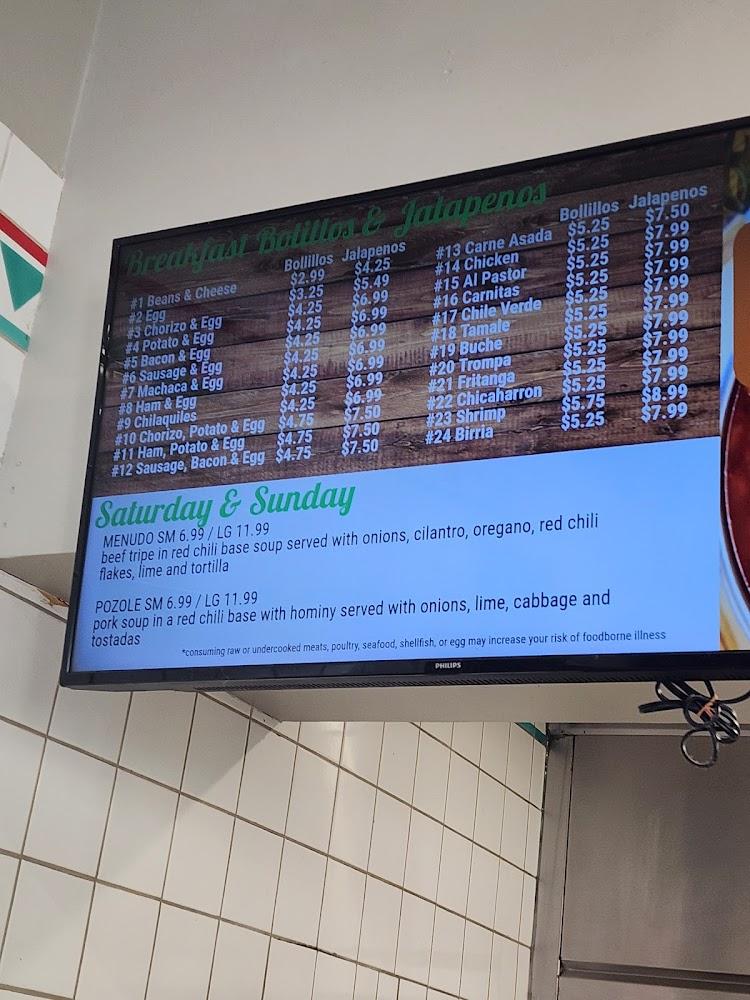 Breakfast Bolillos & Jalapenos
Bollillos Jalapenos
#1 Beans & Cheese $2.99 $4.25
#2 Egg $3.25 $5.49
#3 Chorizo & Egg $4.25 $6.99
#4 Potato & Egg $4.25 $6.99
#5 Bacon & Egg $4.25 $6.99
#6 Sausage & Egg $4.25 $6.99
#7 Machaca & Egg $4.25 $6.99
#8 Ham & Egg $4.25 $6.99
#9 Chilaquiles $4.25 $6.99
#10 Chorizo, Potato & Egg $4.75 $7.50
#11 Ham, Potato & Egg $4.75 $7.50
#12 Sausage, Bacon & Egg $4.75 $7.50
Bollillos Jalapenos
#13 Carne Asada $5.25 $7.50
#14 Chicken $5.25 $7.99
#15 Al Pastor $5.25 $7.99
#16 Carnitas $5.25 $7.99
#17 Chile Verde $5.25 $7.99
#18 Tamale $5.25 $7.99
#19 Buche $5.25 $7.99
#20 Trompa $5.25 $7.99
#21 Fritanga $5.25 $7.99
#22 Chicaharron $5.25 $7.99
#23 Shrimp $5.75 $8.99
#24 Birria $5.25 $7.99
Saturday & Sunday
MENUDO SM 6.99 / LG 11.99
beef tripe in red chili base soup served with onions, cilantro, oregano, red chili
flakes, lime and tortilla
POZOLE SM 6.99 / LG 11.99
pork soup in a red chili base with hominy served with onions, lime, cabbage and
tostadas
*consuming raw or undercooked meats, poultry, seafood, shellfish, or egg may increase your risk of foodborne illness
PHILIPS